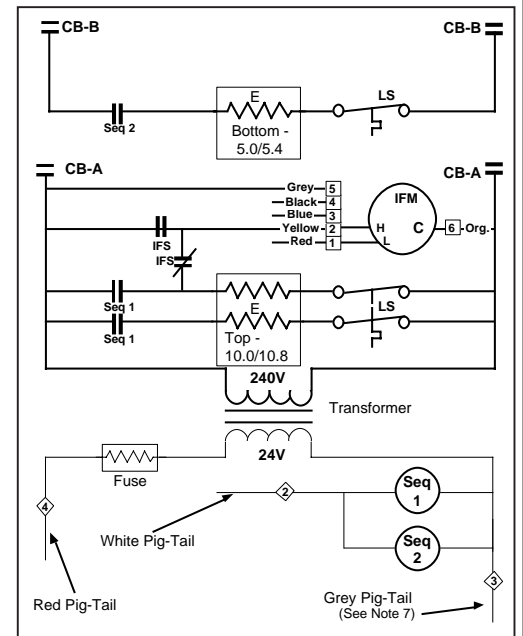 CB-B CB-B
E LS
Seq 2 Bottom -
5.0/5.4
CB-A CB-A
Grey 5
Black 4 IFM
Blue 3
Yellow 2 H C 6 Org.
Red 1 L
IFS
IFS
Seq 1 LS
E
Seq 1 Top -
10.0/10.8
240V
Transformer
24V
Fuse Seq
1
2
4 White Pig-Tail Seq
2
3
Red Pig-Tail Grey Pig-Tail
(See Note 7)